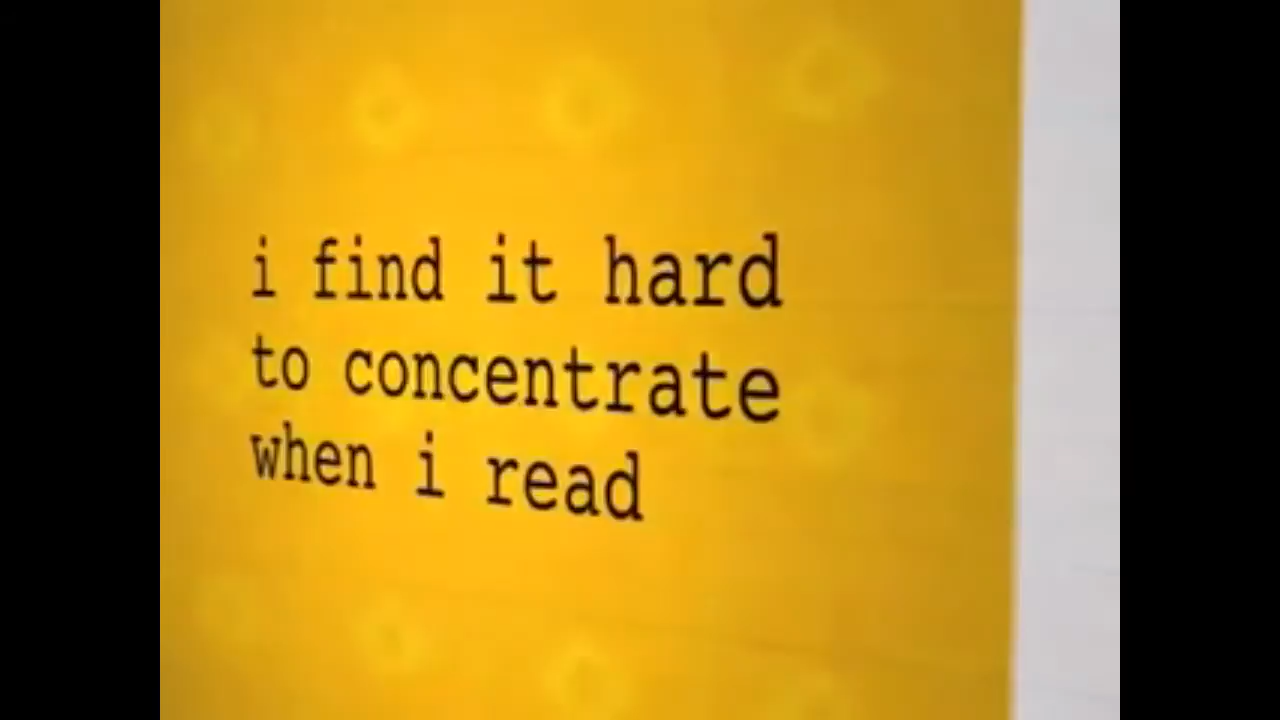 i find it hard
to concentrate
when i read